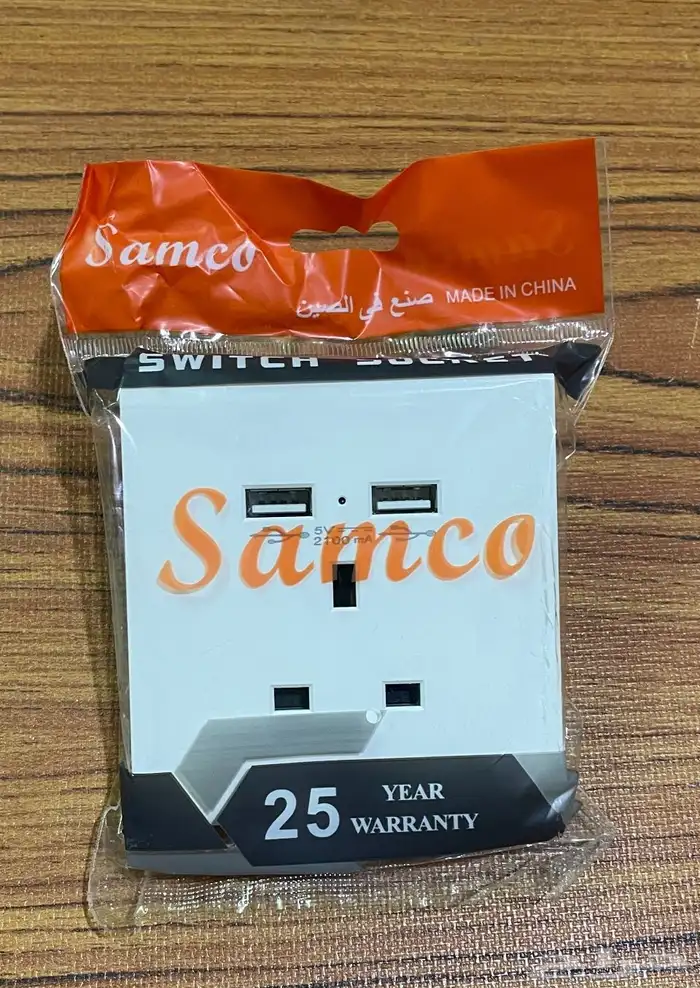 Samco
صنع في الصين MADE IN CHINA
SWITCH SOCKET
5V
2100 mA
Samco
25 YEAR
WARRANTY